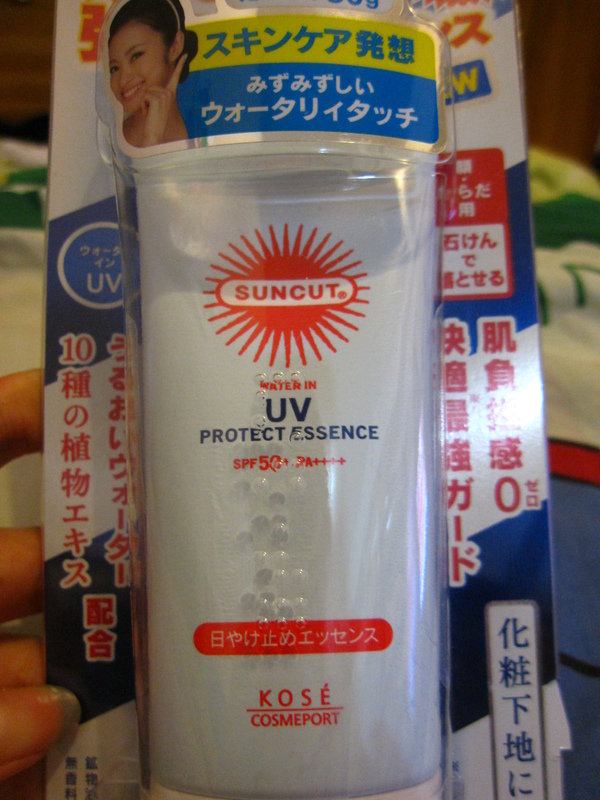 スキンケア発想
みずみずしい
ウォータリィタッチ
SUNCUT®
WATER IN
UV
PROTECT ESSENCE
SPF50+ PA++++
日やけ止めエッセンス
KOSÉ
COSMEPORT
UV
うるおいウォーター
10種の植物エキス
配合
石けん
で
落とせる
肌負担感0
ゼロ
快適最強ガード
化粧下地に